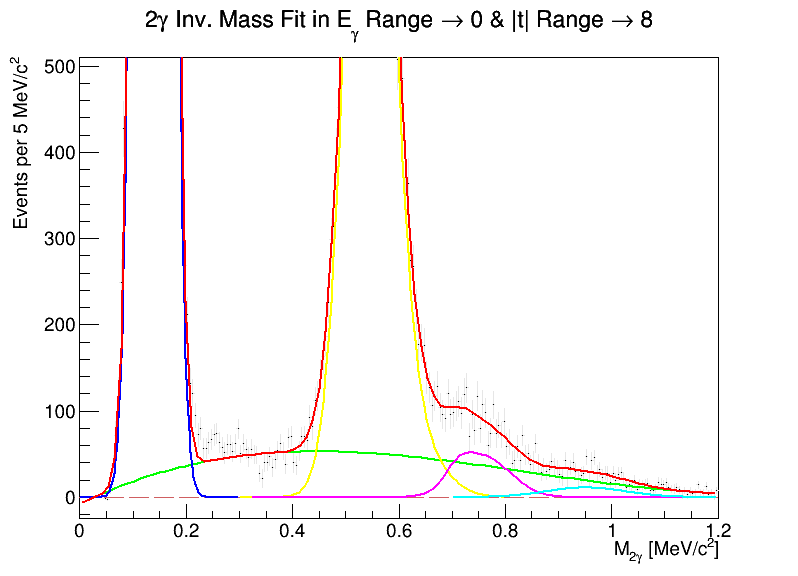 2γ Inv. Mass Fit in Eγ Range → 0 & |t| Range → 8
Events per 5 MeV/c²
500
400
300
200
100
0
0 0.2 0.4 0.6 0.8 1 1.2
M2γ [MeV/c²]